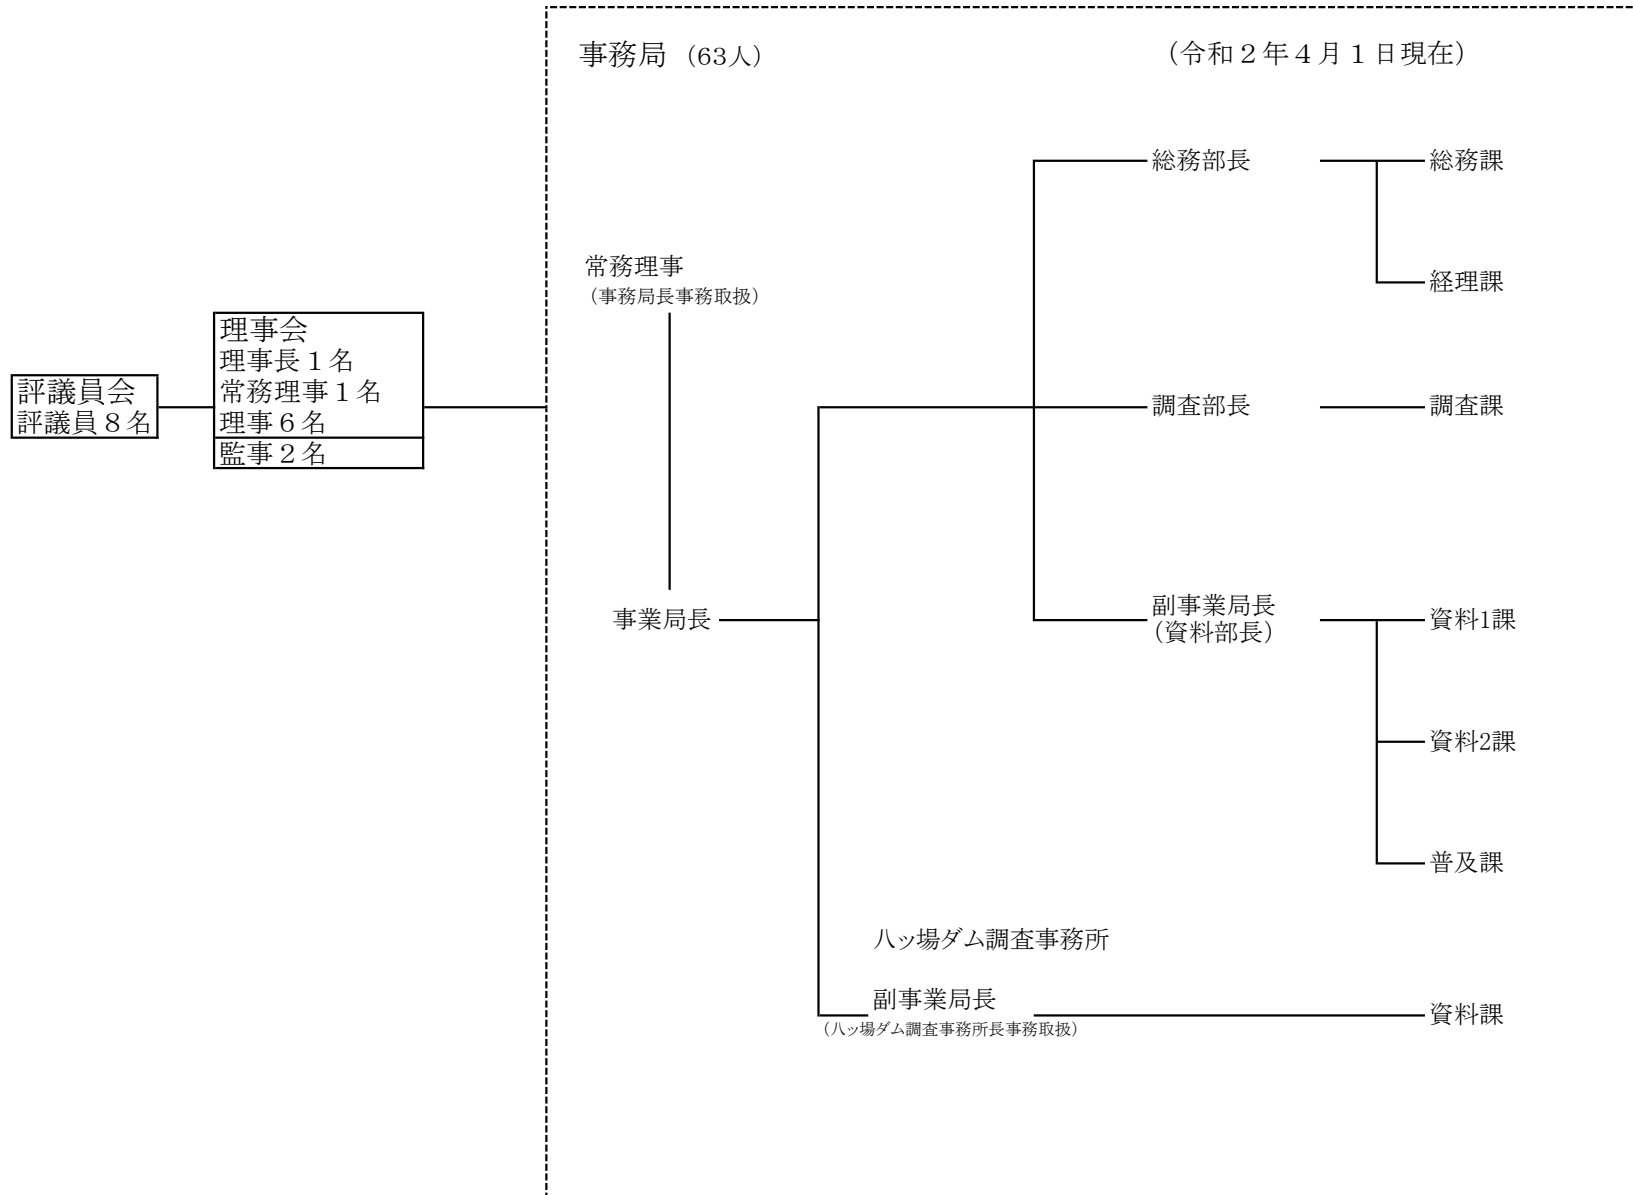 事務局 (63人)
(令和２年４月１日現在)
総務部長
総務課
経理課
常務理事
(事務局長事務取扱)
理事会
理事長１名
常務理事１名
理事６名
監事２名
評議員会
評議員８名
調査部長
調査課
事業局長
副事業局長
(資料部長)
資料1課
資料2課
普及課
八ッ場ダム調査事務所
副事業局長
(八ッ場ダム調査事務所長事務取扱)
資料課